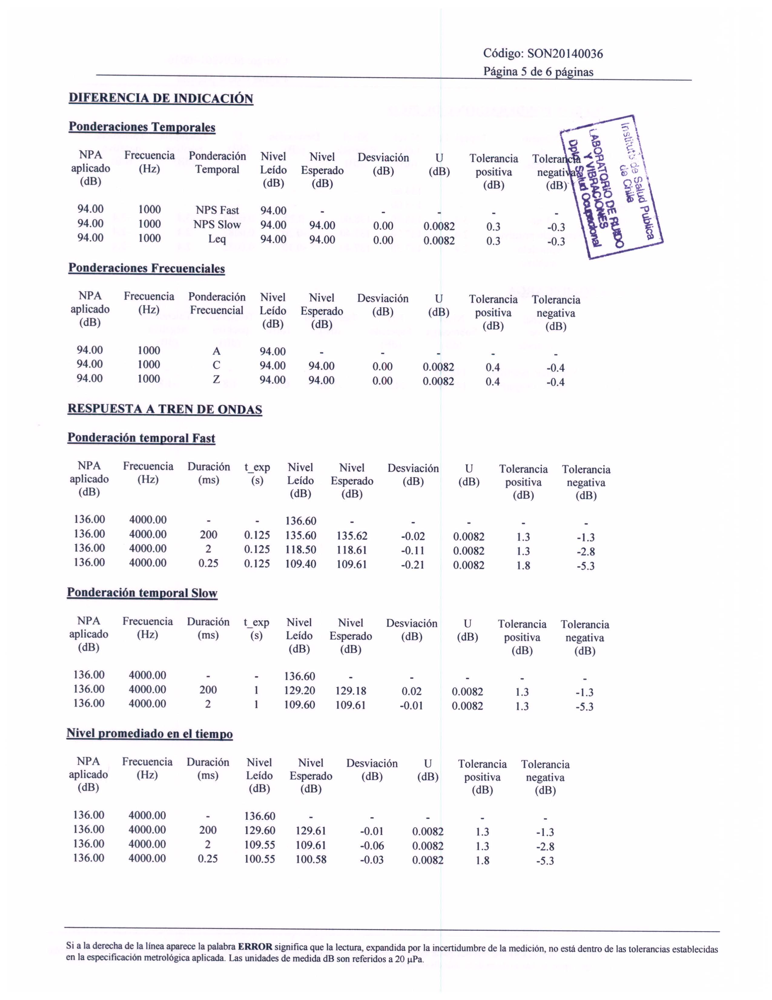 Código: SON20140036
Página 5 de 6 páginas
DIFERENCIA DE INDICACIÓN
Ponderaciones Temporales
NPA aplicado (dB) Frecuencia (Hz) Ponderación Temporal Nivel Leído (dB) Nivel Esperado (dB) Desviación (dB) U (dB) Tolerancia positiva (dB) Tolerancia negativa (dB)
94.00 1000 NPS Fast 94.00 - - - - -
94.00 1000 NPS Slow 94.00 94.00 0.00 0.0082 0.3 -0.3
94.00 1000 Leq 94.00 94.00 0.00 0.0082 0.3 -0.3
Instituto de Salud Publica
de Chile
LABORATORIO DE RUIDO
Y VIBRACIONES
Dpto. Salud Ocupacional
Ponderaciones Frecuenciales
NPA aplicado (dB) Frecuencia (Hz) Ponderación Frecuencial Nivel Leído (dB) Nivel Esperado (dB) Desviación (dB) U (dB) Tolerancia positiva (dB) Tolerancia negativa (dB)
94.00 1000 A 94.00 - - - - -
94.00 1000 C 94.00 94.00 0.00 0.0082 0.4 -0.4
94.00 1000 Z 94.00 94.00 0.00 0.0082 0.4 -0.4
RESPUESTA A TREN DE ONDAS
Ponderación temporal Fast
NPA aplicado (dB) Frecuencia (Hz) Duración (ms) t_exp (s) Nivel Leído (dB) Nivel Esperado (dB) Desviación (dB) U (dB) Tolerancia positiva (dB) Tolerancia negativa (dB)
136.00 4000.00 - - 136.60 - - - - -
136.00 4000.00 200 0.125 135.60 135.62 -0.02 0.0082 1.3 -1.3
136.00 4000.00 2 0.125 118.50 118.61 -0.11 0.0082 1.3 -2.8
136.00 4000.00 0.25 0.125 109.40 109.61 -0.21 0.0082 1.8 -5.3
Ponderación temporal Slow
NPA aplicado (dB) Frecuencia (Hz) Duración (ms) t_exp (s) Nivel Leído (dB) Nivel Esperado (dB) Desviación (dB) U (dB) Tolerancia positiva (dB) Tolerancia negativa (dB)
136.00 4000.00 - - 136.60 - - - - -
136.00 4000.00 200 1 129.20 129.18 0.02 0.0082 1.3 -1.3
136.00 4000.00 2 1 109.60 109.61 -0.01 0.0082 1.3 -5.3
Nivel promediado en el tiempo
NPA aplicado (dB) Frecuencia (Hz) Duración (ms) Nivel Leído (dB) Nivel Esperado (dB) Desviación (dB) U (dB) Tolerancia positiva (dB) Tolerancia negativa (dB)
136.00 4000.00 - 136.60 - - - - -
136.00 4000.00 200 129.60 129.61 -0.01 0.0082 1.3 -1.3
136.00 4000.00 2 109.55 109.61 -0.06 0.0082 1.3 -2.8
136.00 4000.00 0.25 100.55 100.58 -0.03 0.0082 1.8 -5.3
Si a la derecha de la línea aparece la palabra ERROR significa que la lectura, expandida por la incertidumbre de la medición, no está dentro de las tolerancias establecidas
en la especificación metrológica aplicada. Las unidades de medida dB son referidos a 20 µPa.